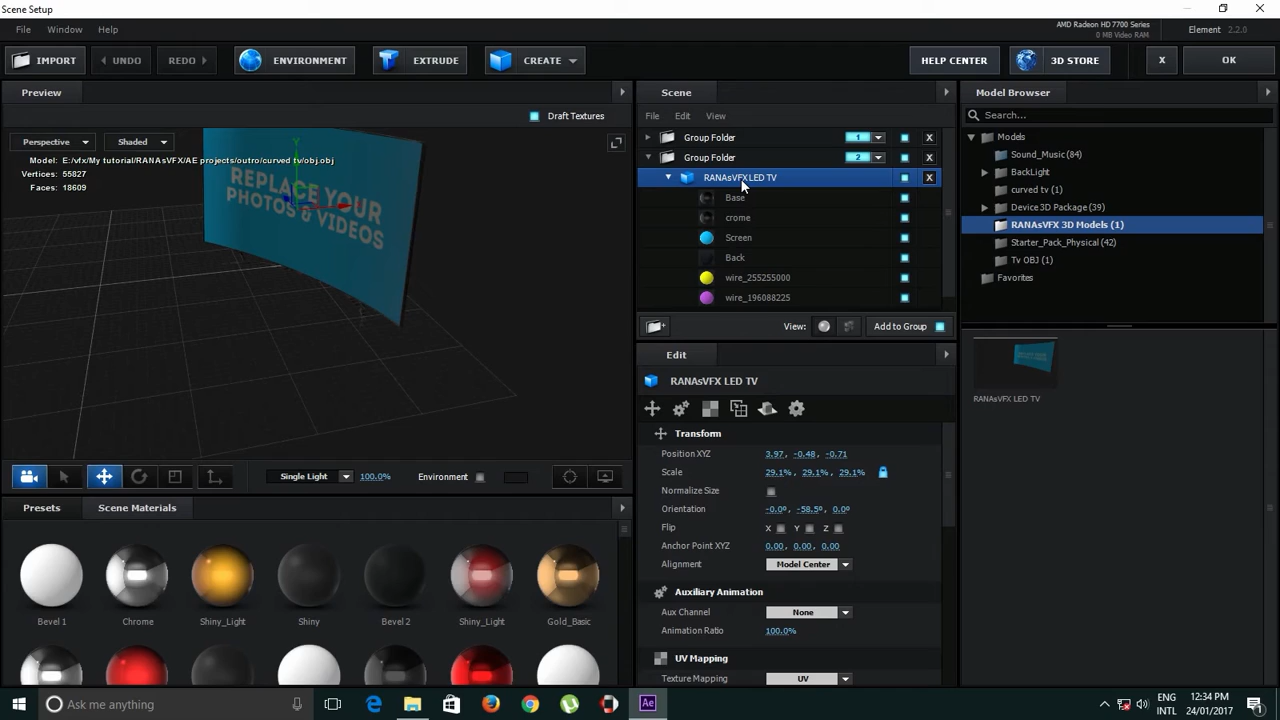 Scene Setup
File Window Help
AMD Radeon HD 7700 Series
0 MB Video RAM
Element 2.2.0
IMPORT UNDO REDO ENVIRONMENT EXTRUDE CREATE HELP CENTER 3D STORE X OK
Preview
Draft Textures
Perspective Shaded
Model: E:/vfx/My tutorial/RANAsVFX/AE projects/outro/curved tv/obj.obj
Vertices: 55827
Faces: 18609
Y
REPLACE YOUR
PHOTOS & VIDEOS
Single Light 100.0% Environment
Presets Scene Materials
Bevel 1 Chrome Shiny_Light Shiny Bevel 2 Shiny_Light Gold_Basic
Scene
File Edit View
Group Folder 1 X
Group Folder 2 X
RANAsVFX LED TV X
Base
crome
Screen
Back
wire_255255000
wire_196088225
View: Add to Group
Edit
RANAsVFX LED TV
Transform
Position XYZ 3.97, -0.48, -0.71
Scale 29.1%, 29.1%, 29.1%
Normalize Size
Orientation -0.0º, -58.5º, 0.0º
Flip X Y Z
Anchor Point XYZ 0.00, 0.00, 0.00
Alignment Model Center
Auxiliary Animation
Aux Channel None
Animation Ratio 100.0%
UV Mapping
Texture Mapping UV
Model Browser
Search...
Models
Sound_Music (84)
BackLight
curved tv (1)
Device 3D Package (39)
RANAsVFX 3D Models (1)
Starter_Pack_Physical (42)
Tv OBJ (1)
Favorites
RANAsVFX LED TV
Ask me anything
Ae
ENG
INTL
12:34 PM
24/01/2017
1